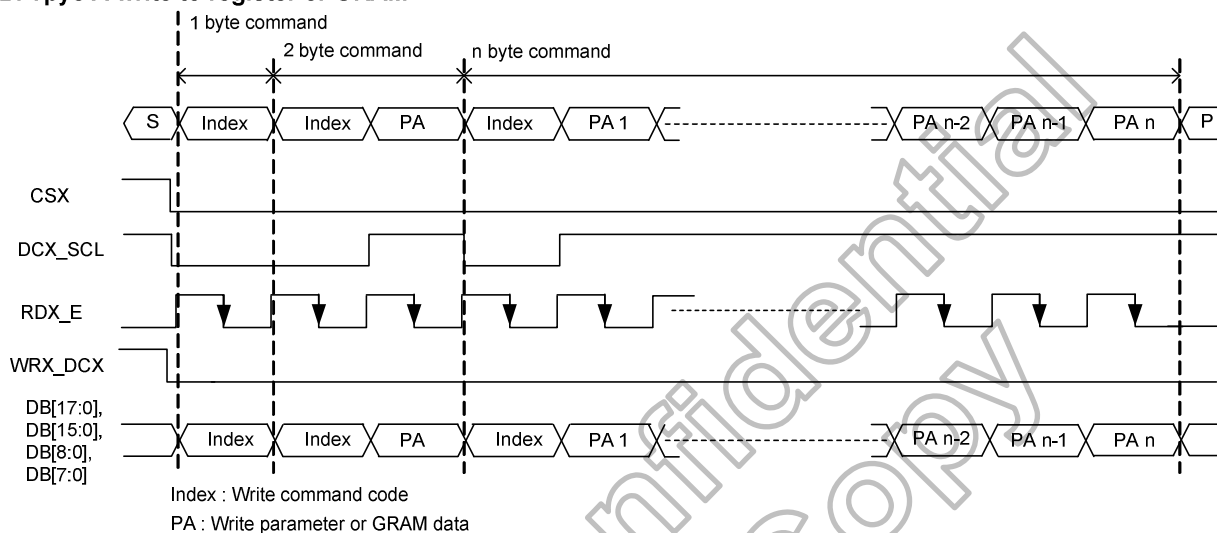 1 byte command
2 byte command
n byte command
S Index Index PA Index PA 1 PA n-2 PA n-1 PA n P
CSX
DCX_SCL
RDX_E
WRX_DCX
DB[17:0],
DB[15:0],
DB[8:0],
DB[7:0]
Index Index PA Index PA 1 PA n-2 PA n-1 PA n
Index : Write command code
PA : Write parameter or GRAM data
nfidential
Copy